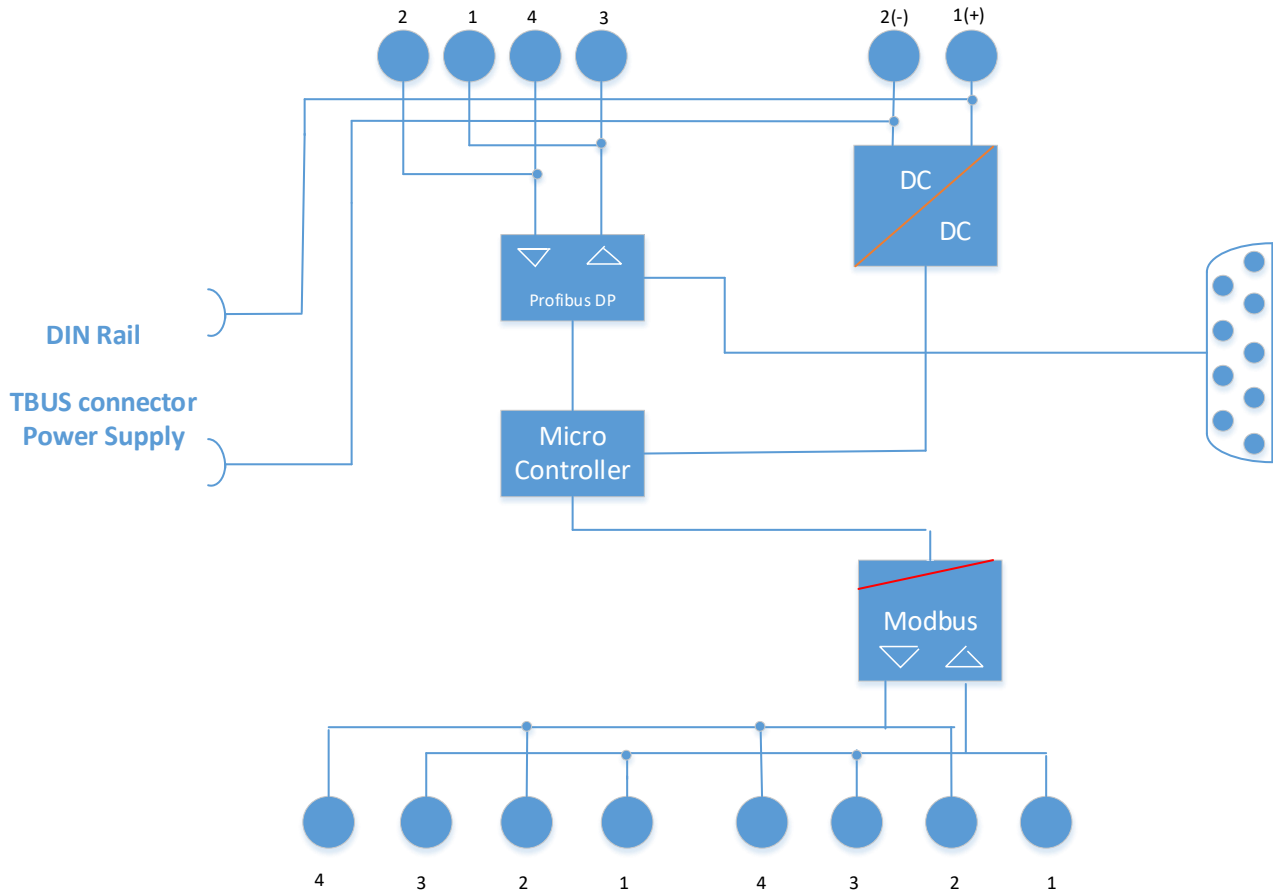 2 1 4 3 2(-) 1(+)
DC
DC
Profibus DP
DIN Rail
TBUS connector
Power Supply
Micro
Controller
Modbus
4 3 2 1 4 3 2 1